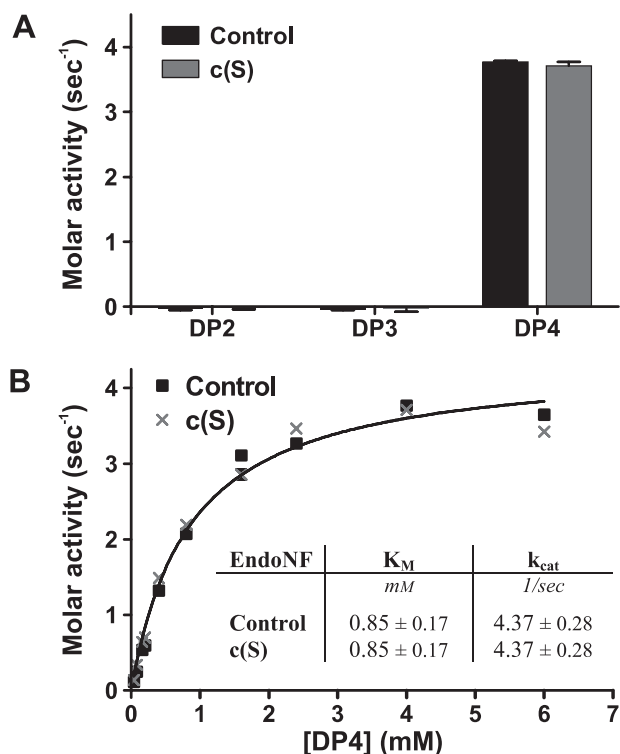 A
Molar activity (sec⁻¹)
4
3
2
1
0
Control
c(S)
DP2
DP3
DP4
B
Molar activity (sec⁻¹)
4
3
2
1
0
Control
c(S)
EndoNF K_M k_cat
mM 1/sec
Control 0.85 ± 0.17 4.37 ± 0.28
c(S) 0.85 ± 0.17 4.37 ± 0.28
0 1 2 3 4 5 6 7
[DP4] (mM)